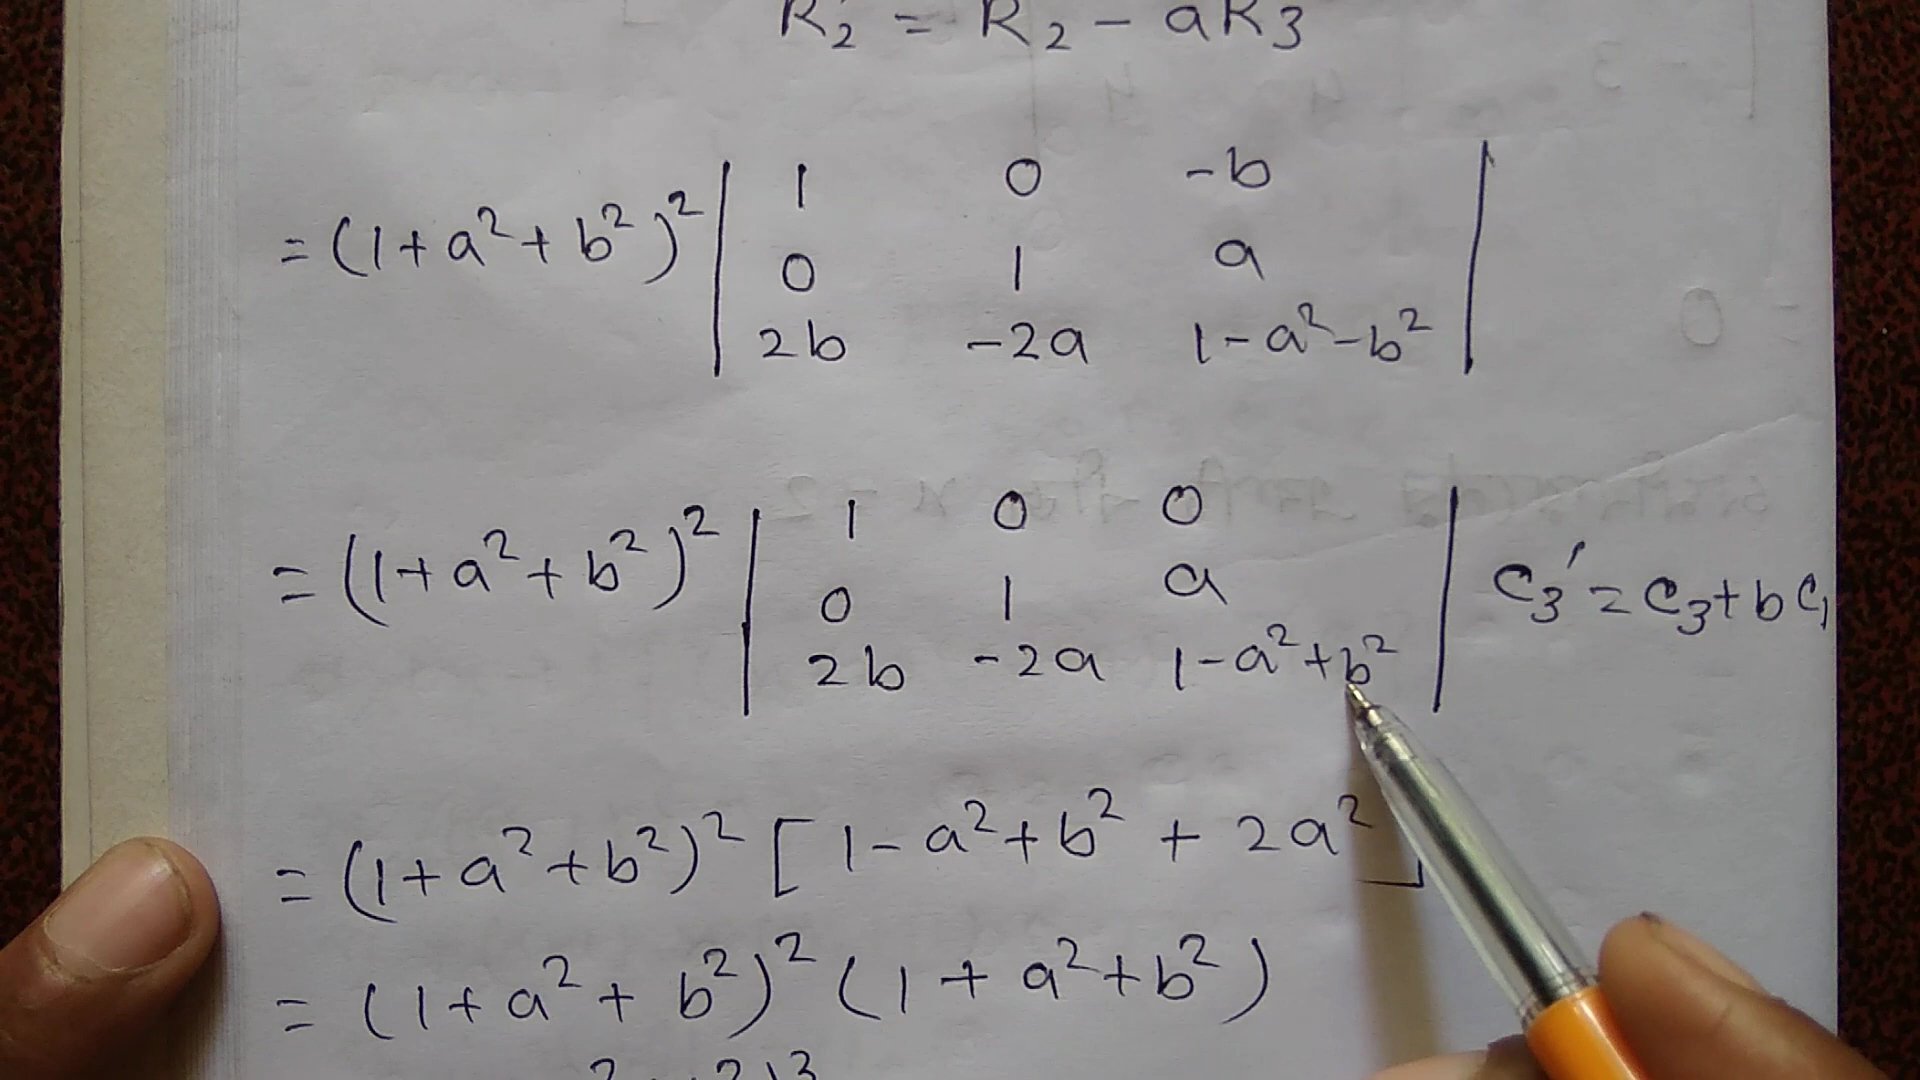 R₂ = R₂ - aR₃
= (1+a²+b²)² | 1 0 -b |
| 0 1 a |
| 2b -2a 1-a²-b² |
= (1+a²+b²)² | 1 0 0 |
| 0 1 a | C₃' = C₃+bC₁
| 2b -2a 1-a²+b² |
= (1+a²+b²)² [1-a²+b² + 2a²]
= (1+a²+b²)² (1+a²+b²)